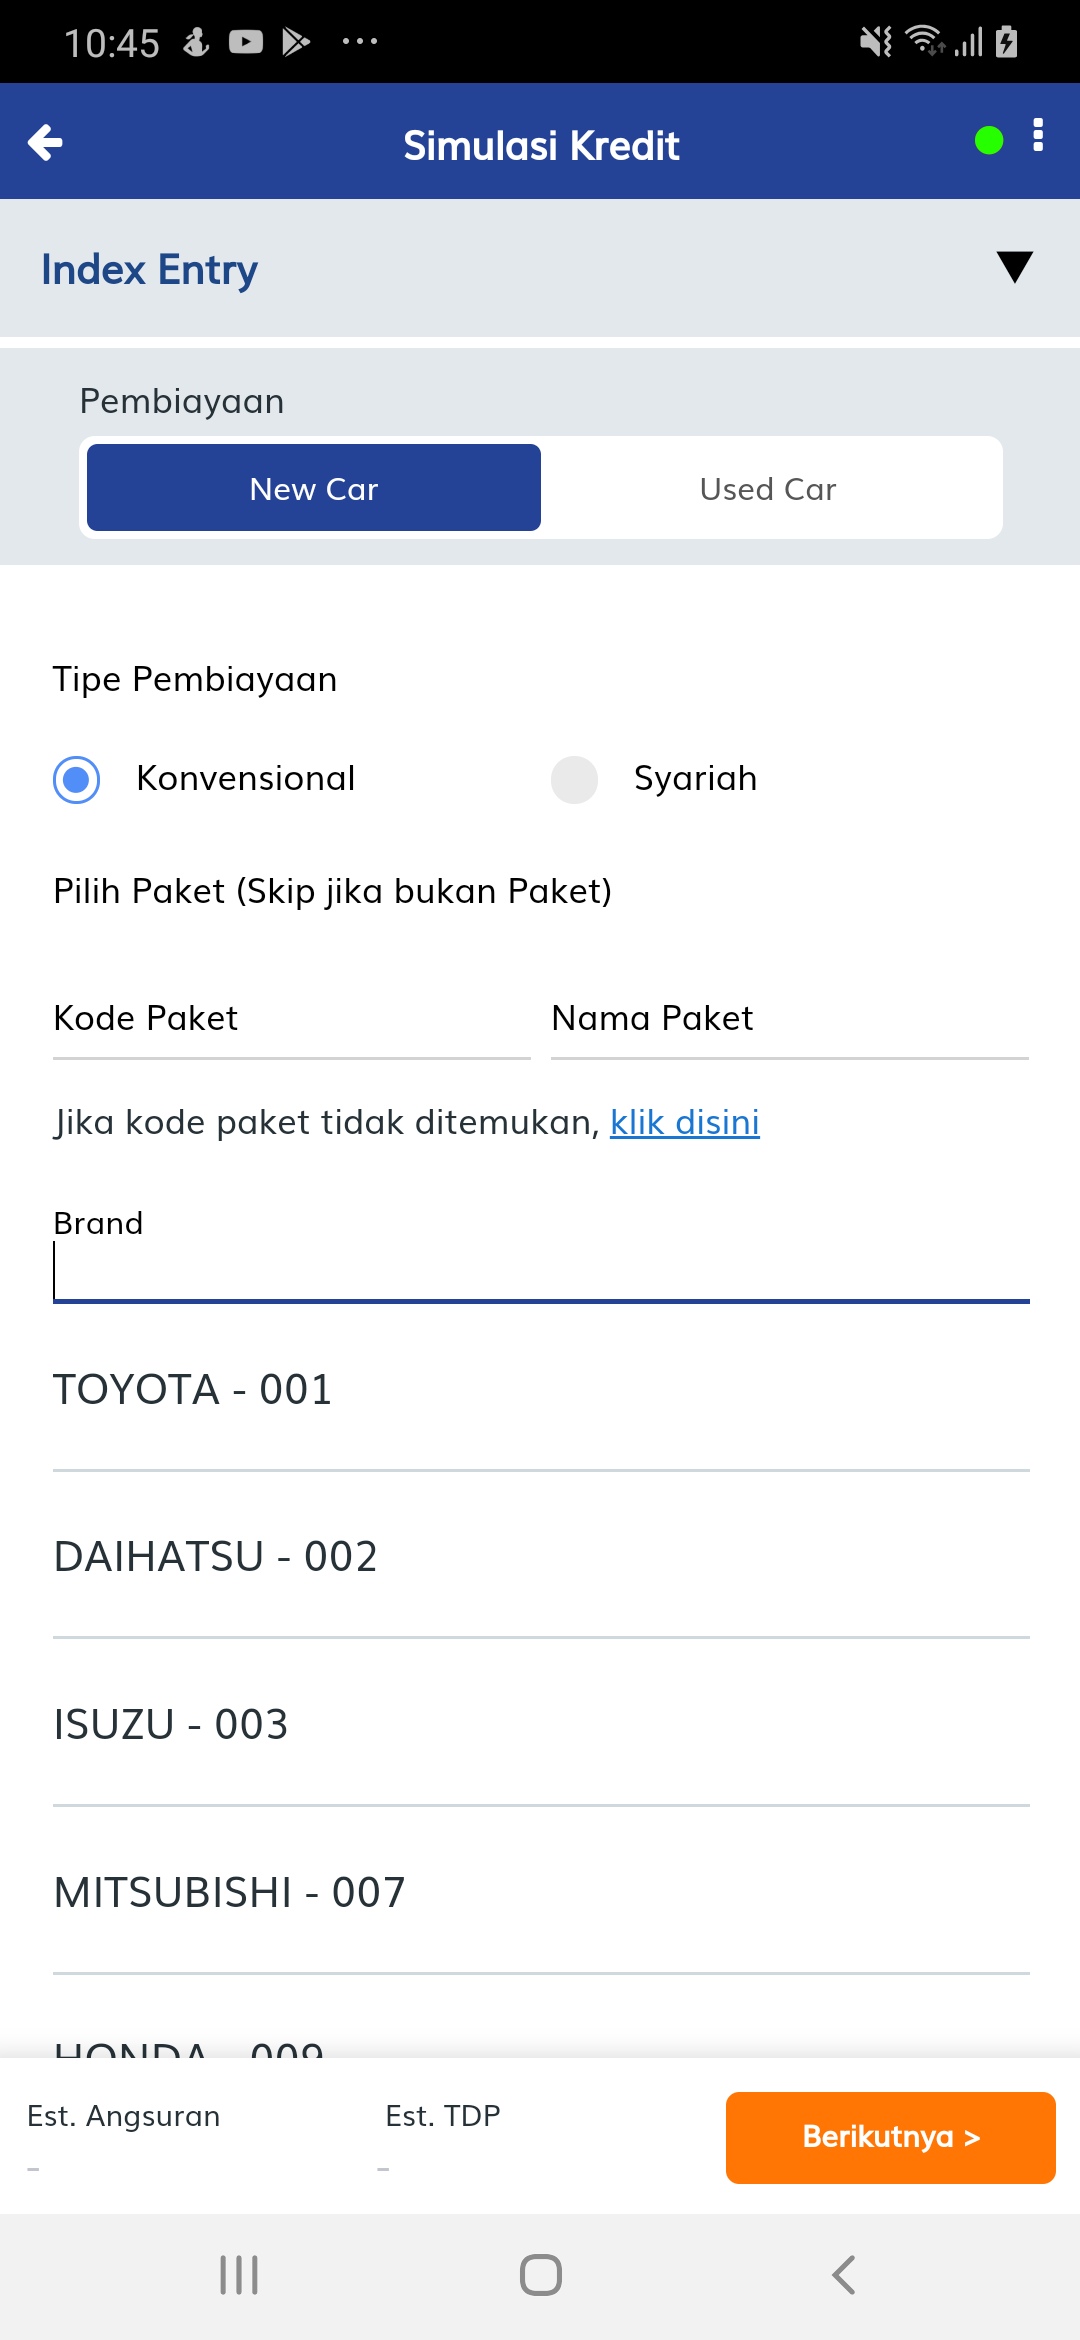 10:45
Simulasi Kredit
Index Entry
Pembiayaan
New Car
Used Car
Tipe Pembiayaan
Konvensional
Syariah
Pilih Paket (Skip jika bukan Paket)
Kode Paket
Nama Paket
Jika kode paket tidak ditemukan, klik disini
Brand
TOYOTA - 001
DAIHATSU - 002
ISUZU - 003
MITSUBISHI - 007
HONDA - 009
Est. Angsuran
Est. TDP
-
-
Berikutnya >